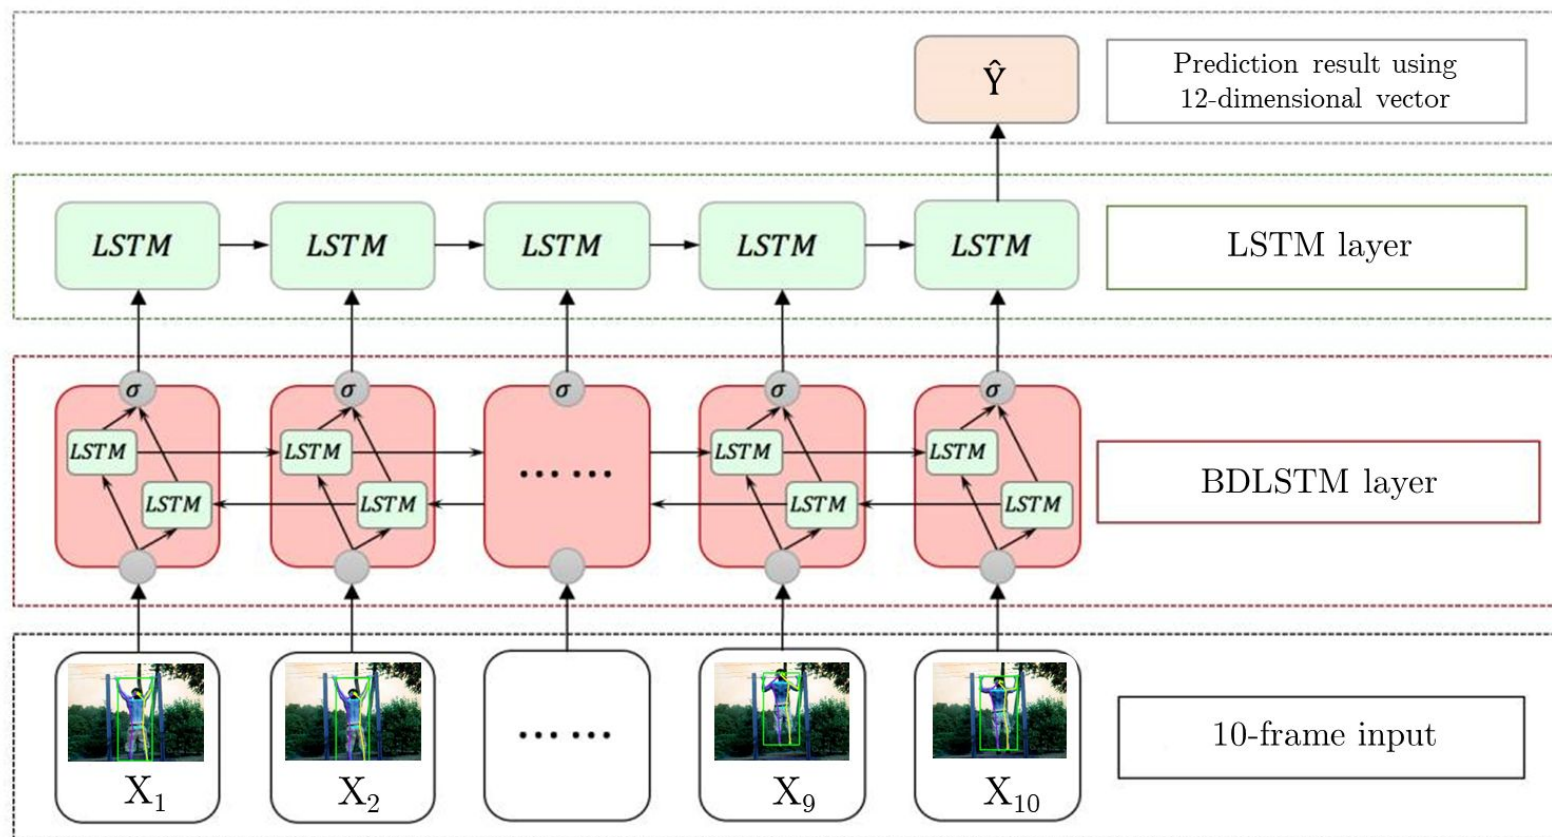 Ŷ
Prediction result using
12-dimensional vector
LSTM LSTM LSTM LSTM LSTM
LSTM layer
σ σ σ σ σ
LSTM LSTM LSTM LSTM
...... 
LSTM LSTM LSTM LSTM
BDLSTM layer
......
10-frame input
X₁ X₂ X₉ X₁₀